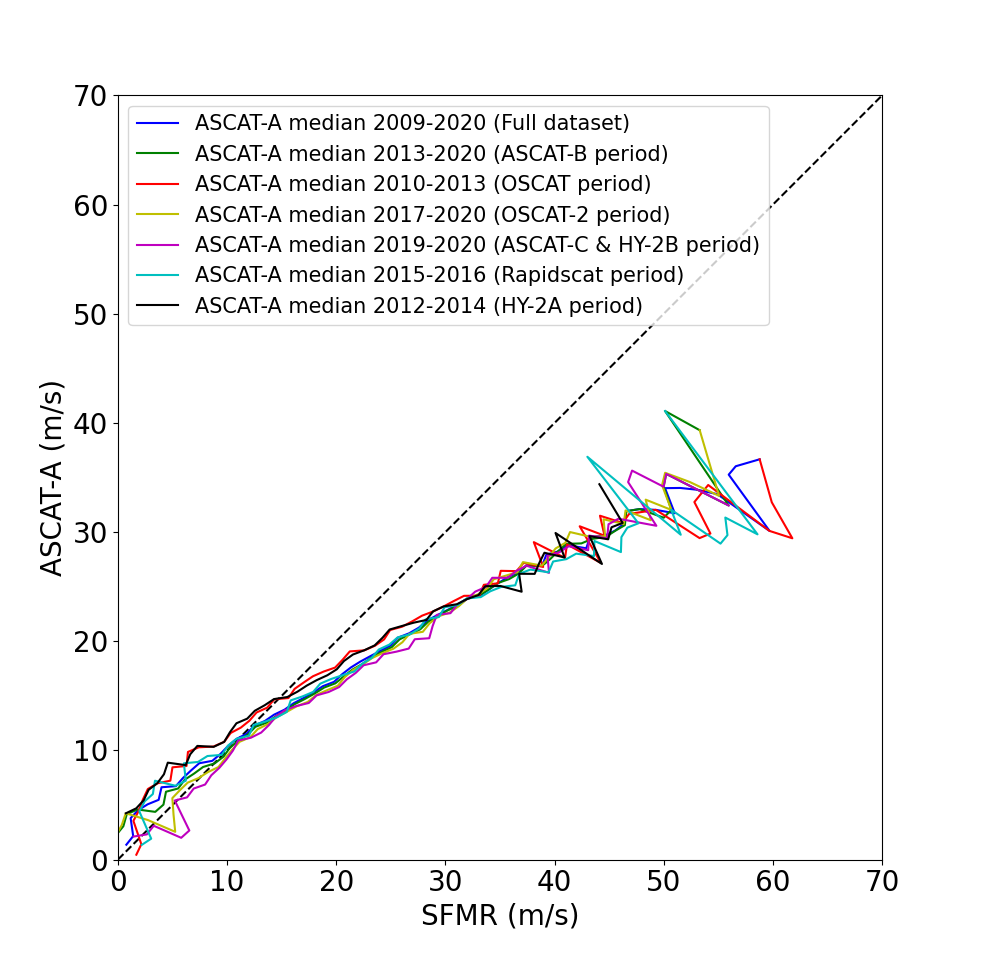 70
60
50
40
30
20
10
0
ASCAT-A (m/s)
ASCAT-A median 2009-2020 (Full dataset)
ASCAT-A median 2013-2020 (ASCAT-B period)
ASCAT-A median 2010-2013 (OSCAT period)
ASCAT-A median 2017-2020 (OSCAT-2 period)
ASCAT-A median 2019-2020 (ASCAT-C & HY-2B period)
ASCAT-A median 2015-2016 (Rapidscat period)
ASCAT-A median 2012-2014 (HY-2A period)
0 10 20 30 40 50 60 70
SFMR (m/s)